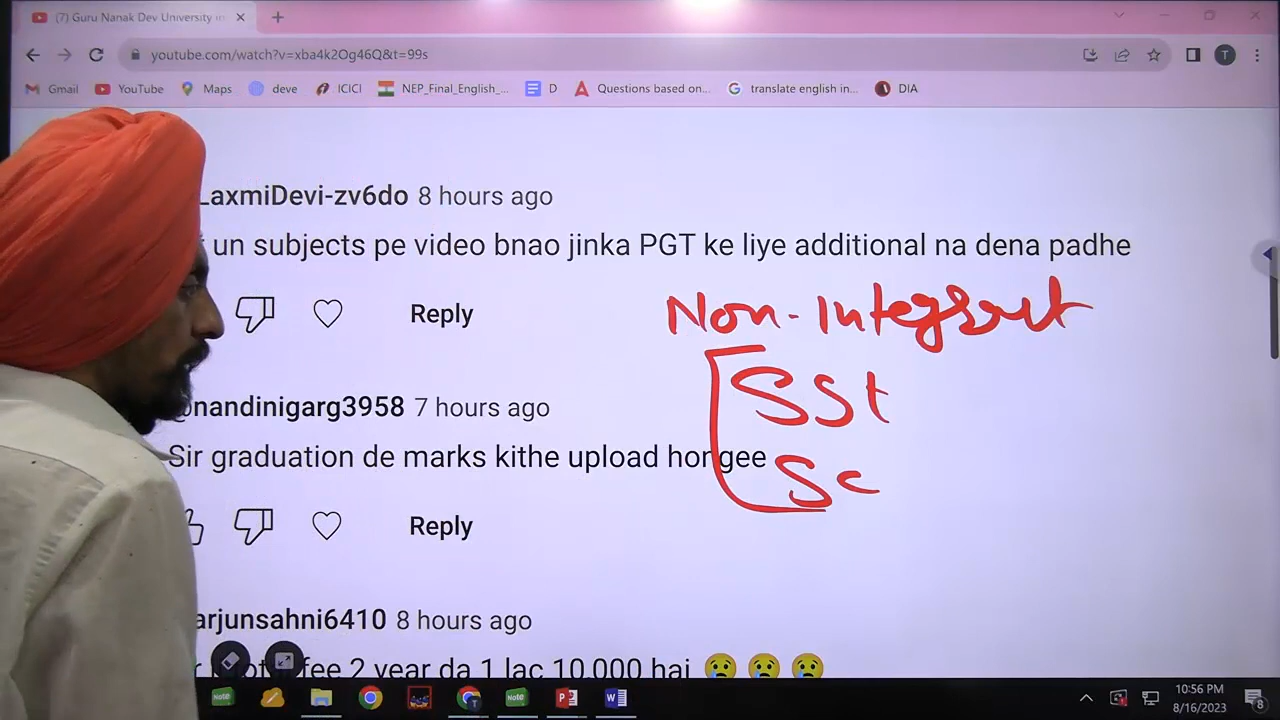 (7) Guru Nanak Dev University in
youtube.com/watch?v=xba4k2Og46Q&t=99s
T
Gmail
YouTube
Maps
deve
ICICI
NEP_Final_English_...
D
Questions based on...
translate english in...
DIA
LaxmiDevi-zv6do 8 hours ago
un subjects pe video bnao jinka PGT ke liye additional na dena padhe
Reply
Non-Integrat
SSt
Sc
@nandinigarg3958 7 hours ago
Sir graduation de marks kithe upload hongee
Reply
arjunsahni6410 8 hours ago
fee 2 year da 1 lac 10,000 hai 😢 😢 😢
Note
Note
10:56 PM
8/16/2023
8